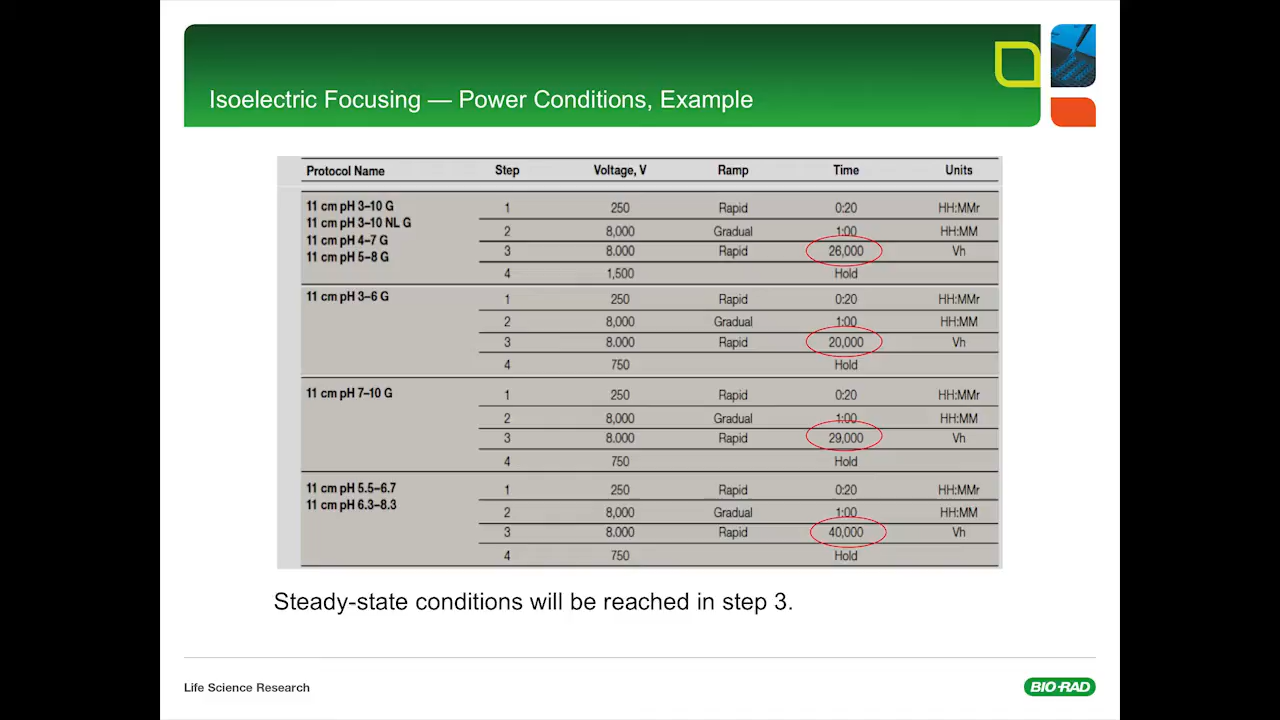 Isoelectric Focusing — Power Conditions, Example
Protocol Name Step Voltage, V Ramp Time Units
11 cm pH 3–10 G 1 250 Rapid 0:20 HH:MMr
11 cm pH 3–10 NL G 2 8,000 Gradual 1:00 HH:MM
11 cm pH 4–7 G 3 8.000 Rapid 26,000 Vh
11 cm pH 5–8 G 4 1,500 Hold
11 cm pH 3–6 G 1 250 Rapid 0:20 HH:MMr
2 8,000 Gradual 1:00 HH:MM
3 8.000 Rapid 20,000 Vh
4 750 Hold
11 cm pH 7–10 G 1 250 Rapid 0:20 HH:MMr
2 8,000 Gradual 1:00 HH:MM
3 8.000 Rapid 29,000 Vh
4 750 Hold
11 cm pH 5.5–6.7 1 250 Rapid 0:20 HH:MMr
11 cm pH 6.3–8.3 2 8,000 Gradual 1:00 HH:MM
3 8.000 Rapid 40,000 Vh
4 750 Hold
Steady-state conditions will be reached in step 3.
Life Science Research
BIO-RAD